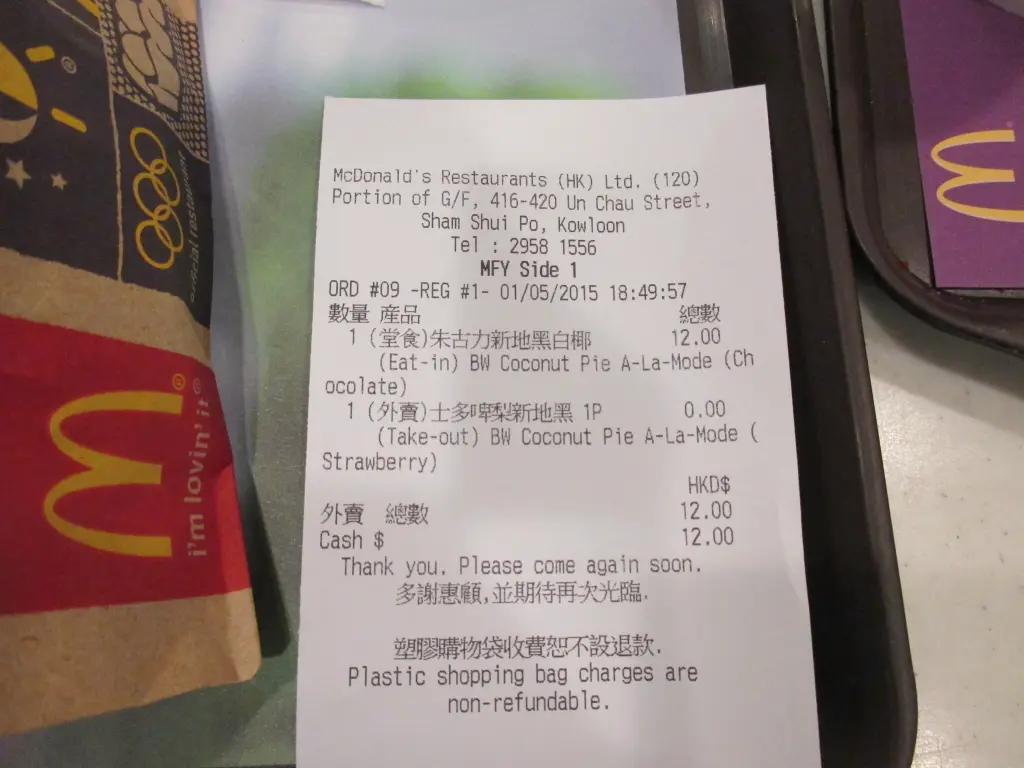 McDonald's Restaurants (HK) Ltd. (120)
Portion of G/F, 416-420 Un Chau Street,
Sham Shui Po, Kowloon
Tel : 2958 1556
MFY Side 1
ORD #09 -REG #1- 01/05/2015 18:49:57
數量 産品 總數
1 (堂食)朱古力新地黑白椰 12.00
(Eat-in) BW Coconut Pie A-La-Mode (Ch
ocolate)
1 (外賣)士多啤梨新地黑 1P 0.00
(Take-out) BW Coconut Pie A-La-Mode (
Strawberry)
HKD$
外賣 總數 12.00
Cash $ 12.00
Thank you. Please come again soon.
多謝惠顧,並期待再次光臨.
塑膠購物袋收費恕不設退款.
Plastic shopping bag charges are
non-refundable.
i'm lovin' it®